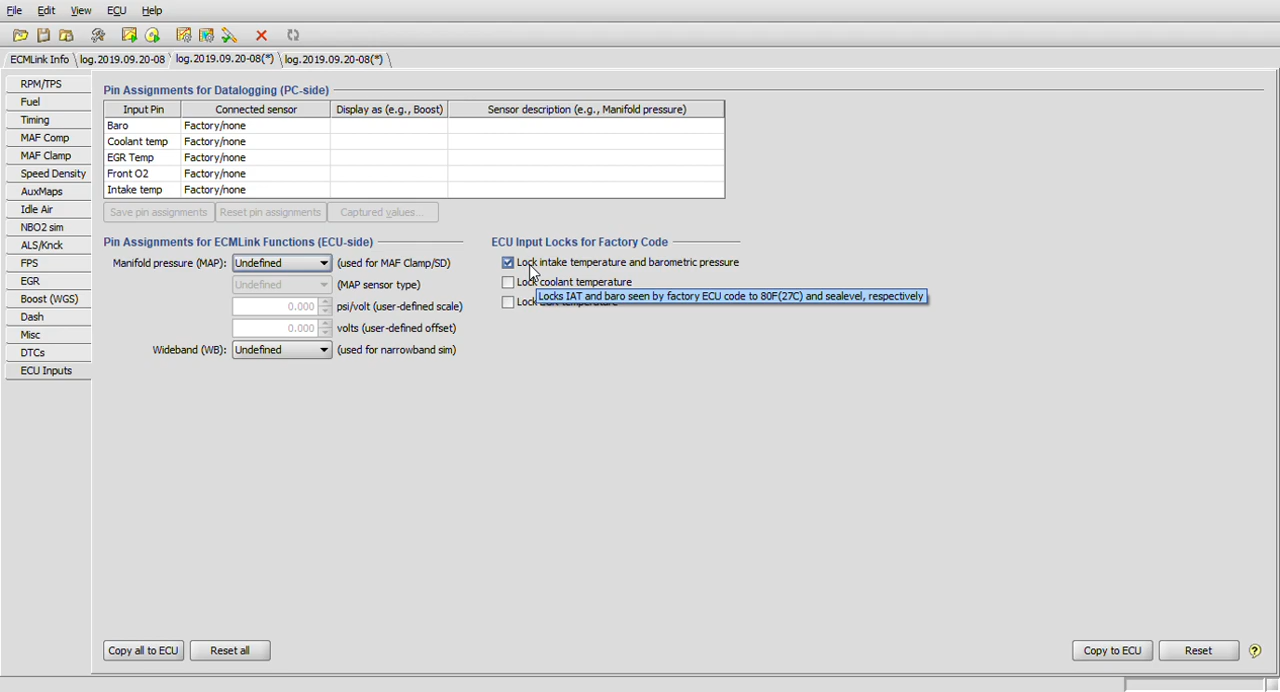 File Edit View ECU Help
ECMLink Info log.2019.09.20-08 log.2019.09.20-08(*) log.2019.09.20-08(*)
RPM/TPS
Fuel
Timing
MAF Comp
MAF Clamp
Speed Density
AuxMaps
Idle Air
NBO2 sim
ALS/Knck
FPS
EGR
Boost (WGS)
Dash
Misc
DTCs
ECU Inputs
Pin Assignments for Datalogging (PC-side)
Input Pin Connected sensor Display as (e.g., Boost) Sensor description (e.g., Manifold pressure)
Baro Factory/none
Coolant temp Factory/none
EGR Temp Factory/none
Front O2 Factory/none
Intake temp Factory/none
Save pin assignments Reset pin assignments Captured values...
Pin Assignments for ECMLink Functions (ECU-side)
Manifold pressure (MAP): Undefined (used for MAF Clamp/SD)
Undefined (MAP sensor type)
0.000 psi/volt (user-defined scale)
0.000 volts (user-defined offset)
Wideband (WB): Undefined (used for narrowband sim)
ECU Input Locks for Factory Code
Lock intake temperature and barometric pressure
Lock coolant temperature
Locks IAT and baro seen by factory ECU code to 80F(27C) and sealevel, respectively
Lock
Copy all to ECU Reset all Copy to ECU Reset ?